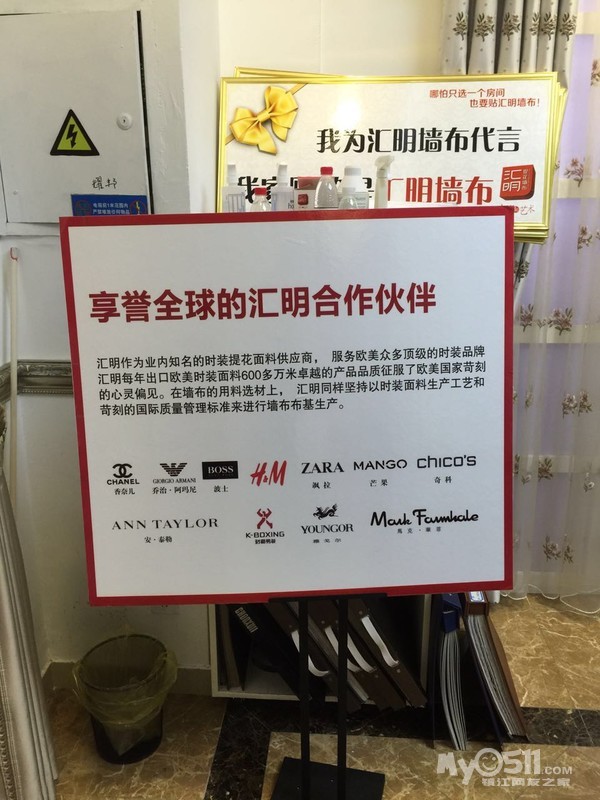 哪怕只选一个房间
也要贴汇明墙布!
我为汇明墙布代言
汇明墙布
汇明
艺术
享誉全球的汇明合作伙伴
汇明作为业内知名的时装提花面料供应商， 服务欧美众多顶级的时装品牌
汇明每年出口欧美时装面料600多万米卓越的产品品质征服了欧美国家苛刻
的心灵偏见。在墙布的用料选材上， 汇明同样坚持以时装面料生产工艺和
苛刻的国际质量管理标准来进行墙布布基生产。
CHANEL GIORGIO ARMANI BOSS H&M ZARA MANGO chico's
香奈儿 乔治·阿玛尼 波士 飒拉 芒果 奇科
ANN TAYLOR K-BOXING YOUNGOR Mark Fairwhale
安·泰勒 劲霸男装 雅戈尔
My0511.com
镇江网友之家